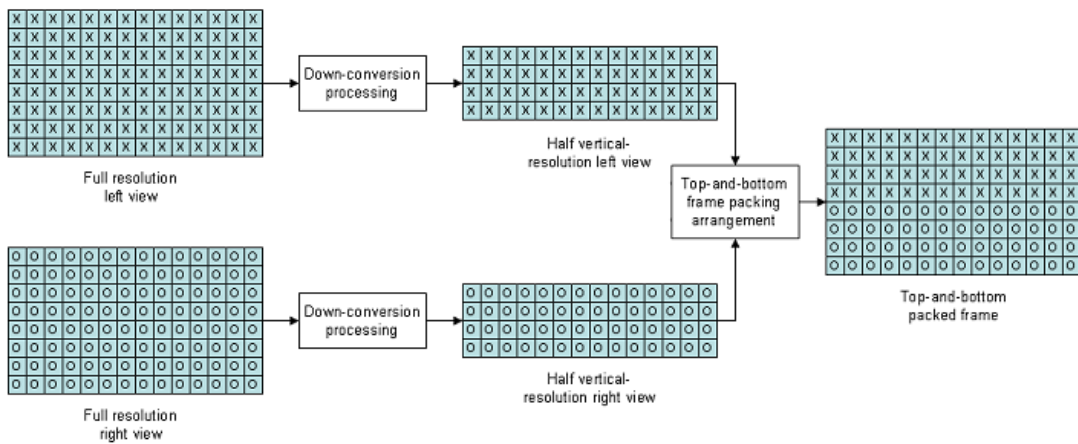 X X X X X X X X X X X X X X
X X X X X X X X X X X X X X
X X X X X X X X X X X X X X
X X X X X X X X X X X X X X
X X X X X X X X X X X X X X
X X X X X X X X X X X X X X
X X X X X X X X X X X X X X
X X X X X X X X X X X X X X
Full resolution
left view
Down-conversion
processing
X X X X X X X X X X X X X X
X X X X X X X X X X X X X X
X X X X X X X X X X X X X X
X X X X X X X X X X X X X X
Half vertical-
resolution left view
O O O O O O O O O O O O O O
O O O O O O O O O O O O O O
O O O O O O O O O O O O O O
O O O O O O O O O O O O O O
O O O O O O O O O O O O O O
O O O O O O O O O O O O O O
O O O O O O O O O O O O O O
O O O O O O O O O O O O O O
Full resolution
right view
Down-conversion
processing
O O O O O O O O O O O O O O
O O O O O O O O O O O O O O
O O O O O O O O O O O O O O
O O O O O O O O O O O O O O
Half vertical-
resolution right view
Top-and-bottom
frame packing
arrangement
X X X X X X X X X X X X X X
X X X X X X X X X X X X X X
X X X X X X X X X X X X X X
X X X X X X X X X X X X X X
O O O O O O O O O O O O O O
O O O O O O O O O O O O O O
O O O O O O O O O O O O O O
O O O O O O O O O O O O O O
Top-and-bottom
packed frame